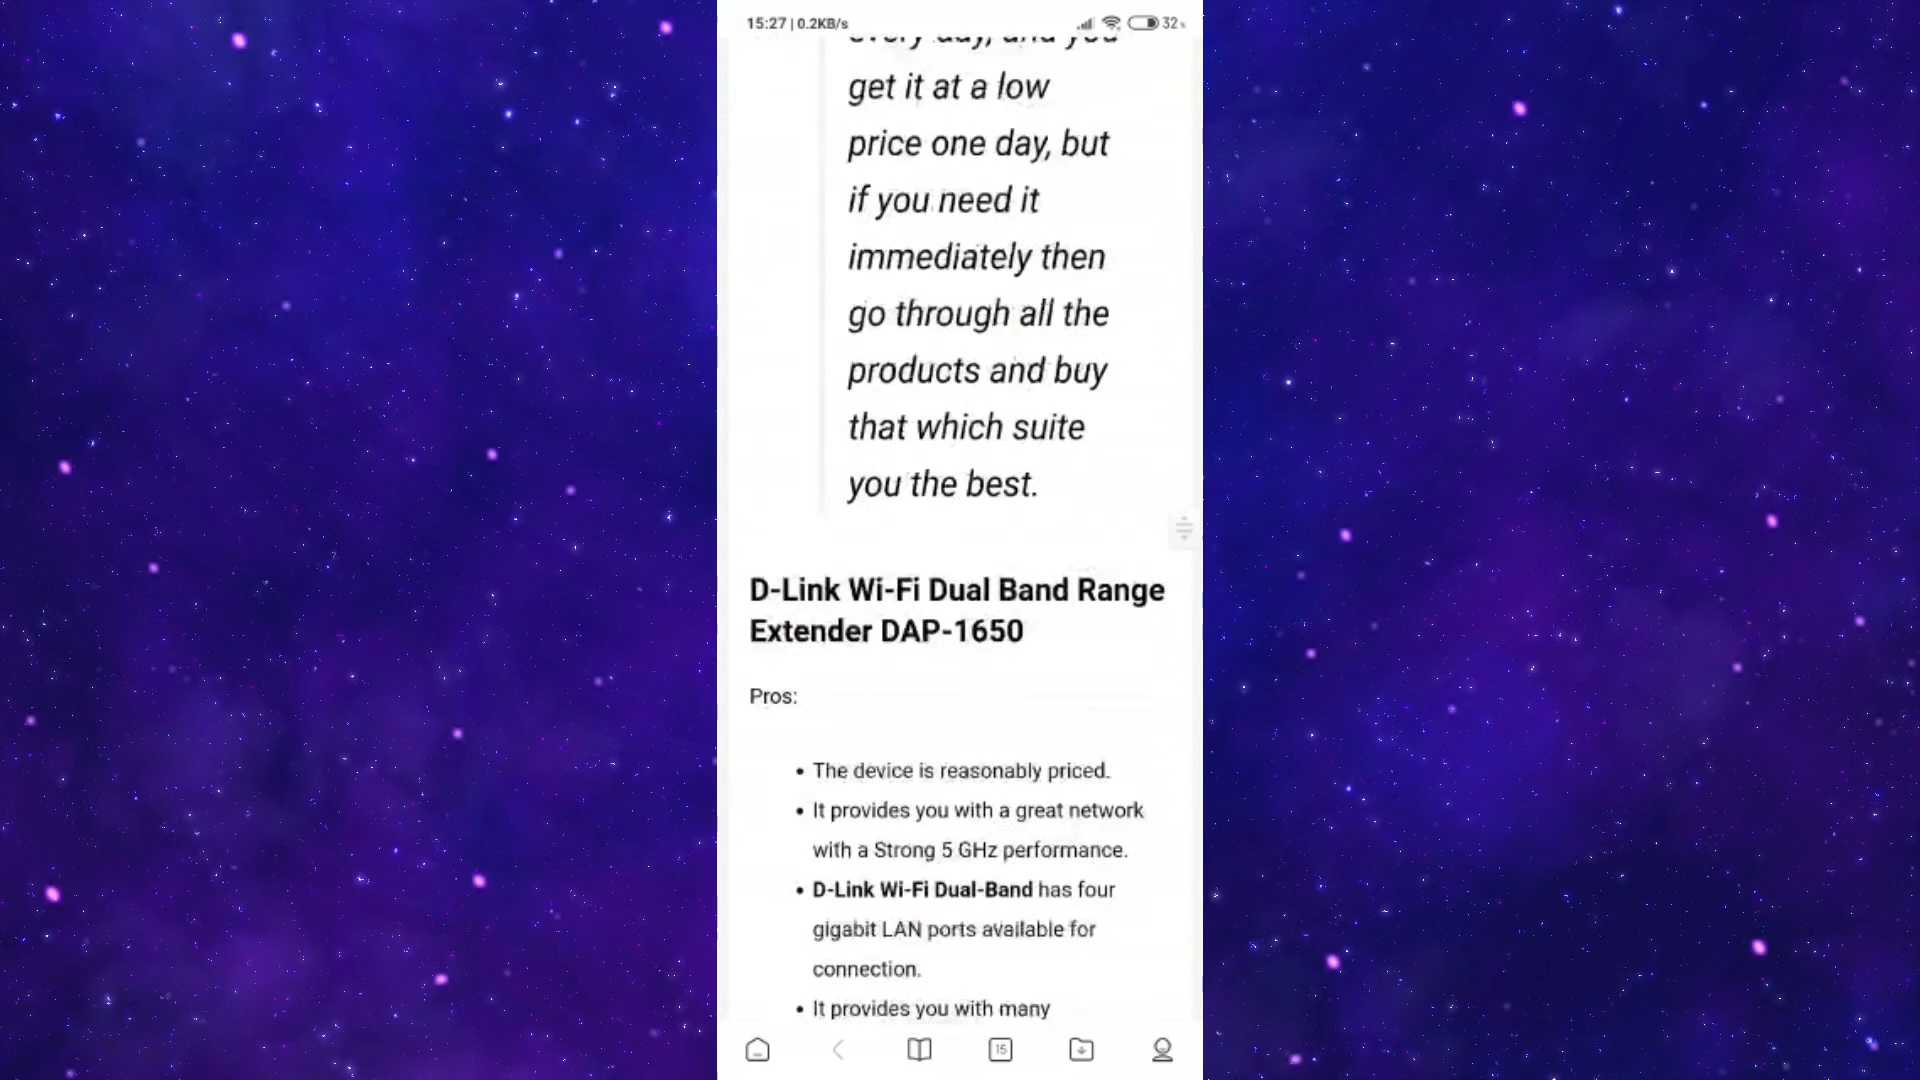 15:27 | 0.2KB/s
32
get it at a low
price one day, but
if you need it
immediately then
go through all the
products and buy
that which suite
you the best.
D-Link Wi-Fi Dual Band Range
Extender DAP-1650
Pros:
• The device is reasonably priced.
• It provides you with a great network
with a Strong 5 GHz performance.
• D-Link Wi-Fi Dual-Band has four
gigabit LAN ports available for
connection.
• It provides you with many
15